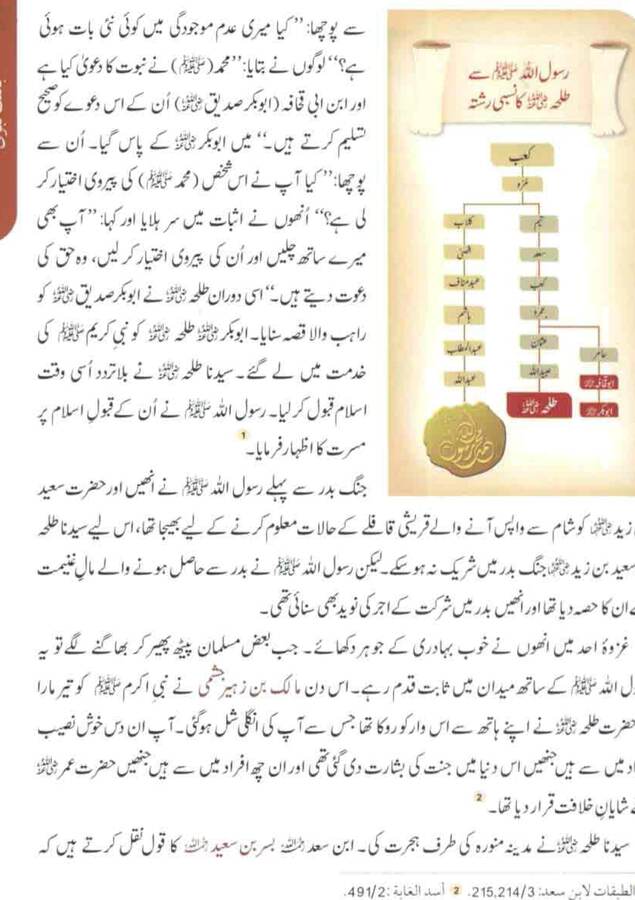 سے پوچھا: ’’کیا میری عدم موجودگی میں کوئی نئی بات ہوئی
ہے؟‘‘ لوگوں نے بتایا: ’’محمد (ﷺ) نے نبوت کا دعویٰ کیا ہے
اور ابن ابی قحافہ (ابوبکر صدیق رضی اللہ عنہ) اُن کے اس دعوے کو صحیح
تسلیم کرتے ہیں۔‘‘ میں ابوبکر رضی اللہ عنہ کے پاس گیا۔ اُن سے
پوچھا: ’’کیا آپ نے اس شخص (محمد ﷺ) کی پیروی اختیار کر
لی ہے؟‘‘ اُنھوں نے اثبات میں سر ہلایا اور کہا: ’’آپ بھی
میرے ساتھ چلیں اور اُن کی پیروی اختیار کر لیں، وہ حق کی
دعوت دیتے ہیں۔‘‘ اسی دوران طلحہ رضی اللہ عنہ نے ابوبکر صدیق رضی اللہ عنہ کو
راہب والا قصہ سنایا۔ ابوبکر رضی اللہ عنہ طلحہ رضی اللہ عنہ کو نبیِ کریم ﷺ کی
خدمت میں لے گئے۔ سیدنا طلحہ رضی اللہ عنہ نے بلا تردد اُسی وقت
اسلام قبول کر لیا۔ رسول اللہ ﷺ نے اُن کے قبولِ اسلام پر
مسرت کا اظہار فرمایا۔ 1
رسول اللہ ﷺ سے
طلحہ رضی اللہ عنہ کا نسبی رشتہ
کعب
مُرّہ
کلاب تیم
قصیّ سعد
عبد مناف کعب
ہاشم عمرو
عبدالمطلب عثمان عامر
عبداللہ عبیداللہ ابوقحافہ رضی اللہ عنہ
محمد رسول اللہ طلحہ رضی اللہ عنہ ابوبکر رضی اللہ عنہ
جنگِ بدر سے پہلے رسول اللہ ﷺ نے انھیں اور حضرت سعید
زید رضی اللہ عنہما کو شام سے واپس آنے والے قریشی قافلے کے حالات معلوم کرنے کے لیے بھیجا تھا، اس لیے سیدنا طلحہ
سعید بن زید رضی اللہ عنہما جنگ بدر میں شریک نہ ہو سکے۔ لیکن رسول اللہ ﷺ نے بدر سے حاصل ہونے والے مالِ غنیمت
ان کا حصہ دیا تھا اور انھیں بدر میں شرکت کے اجر کی نوید بھی سنائی تھی۔
غزوۂ احد میں انھوں نے خوب بہادری کے جوہر دکھائے۔ جب بعض مسلمان پیٹھ پھیر کر بھاگنے لگے تو یہ
اللہ ﷺ کے ساتھ میدان میں ثابت قدم رہے۔ اس دن مالک بن زہیر جشمی نے نبیِ اکرم ﷺ کو تیر مارا
حضرت طلحہ رضی اللہ عنہ نے اپنے ہاتھ سے اس وار کو روکا تھا جس سے آپ کی انگلی شل ہو گئی۔ آپ ان دس خوش نصیب
میں سے ہیں جنھیں اس دنیا میں جنت کی بشارت دی گئی تھی اور ان چھ افراد میں سے ہیں جنھیں حضرت عمر رضی اللہ عنہ
شایانِ خلافت قرار دیا تھا۔ 2
سیدنا طلحہ رضی اللہ عنہ نے مدینہ منورہ کی طرف ہجرت کی۔ ابن سعد رحمہ اللہ بسر بن سعید رحمہ اللہ کا قول نقل کرتے ہیں کہ
الطبقات لابن سعد: 215,214/3. 2 أسد الغابة: 491/2.